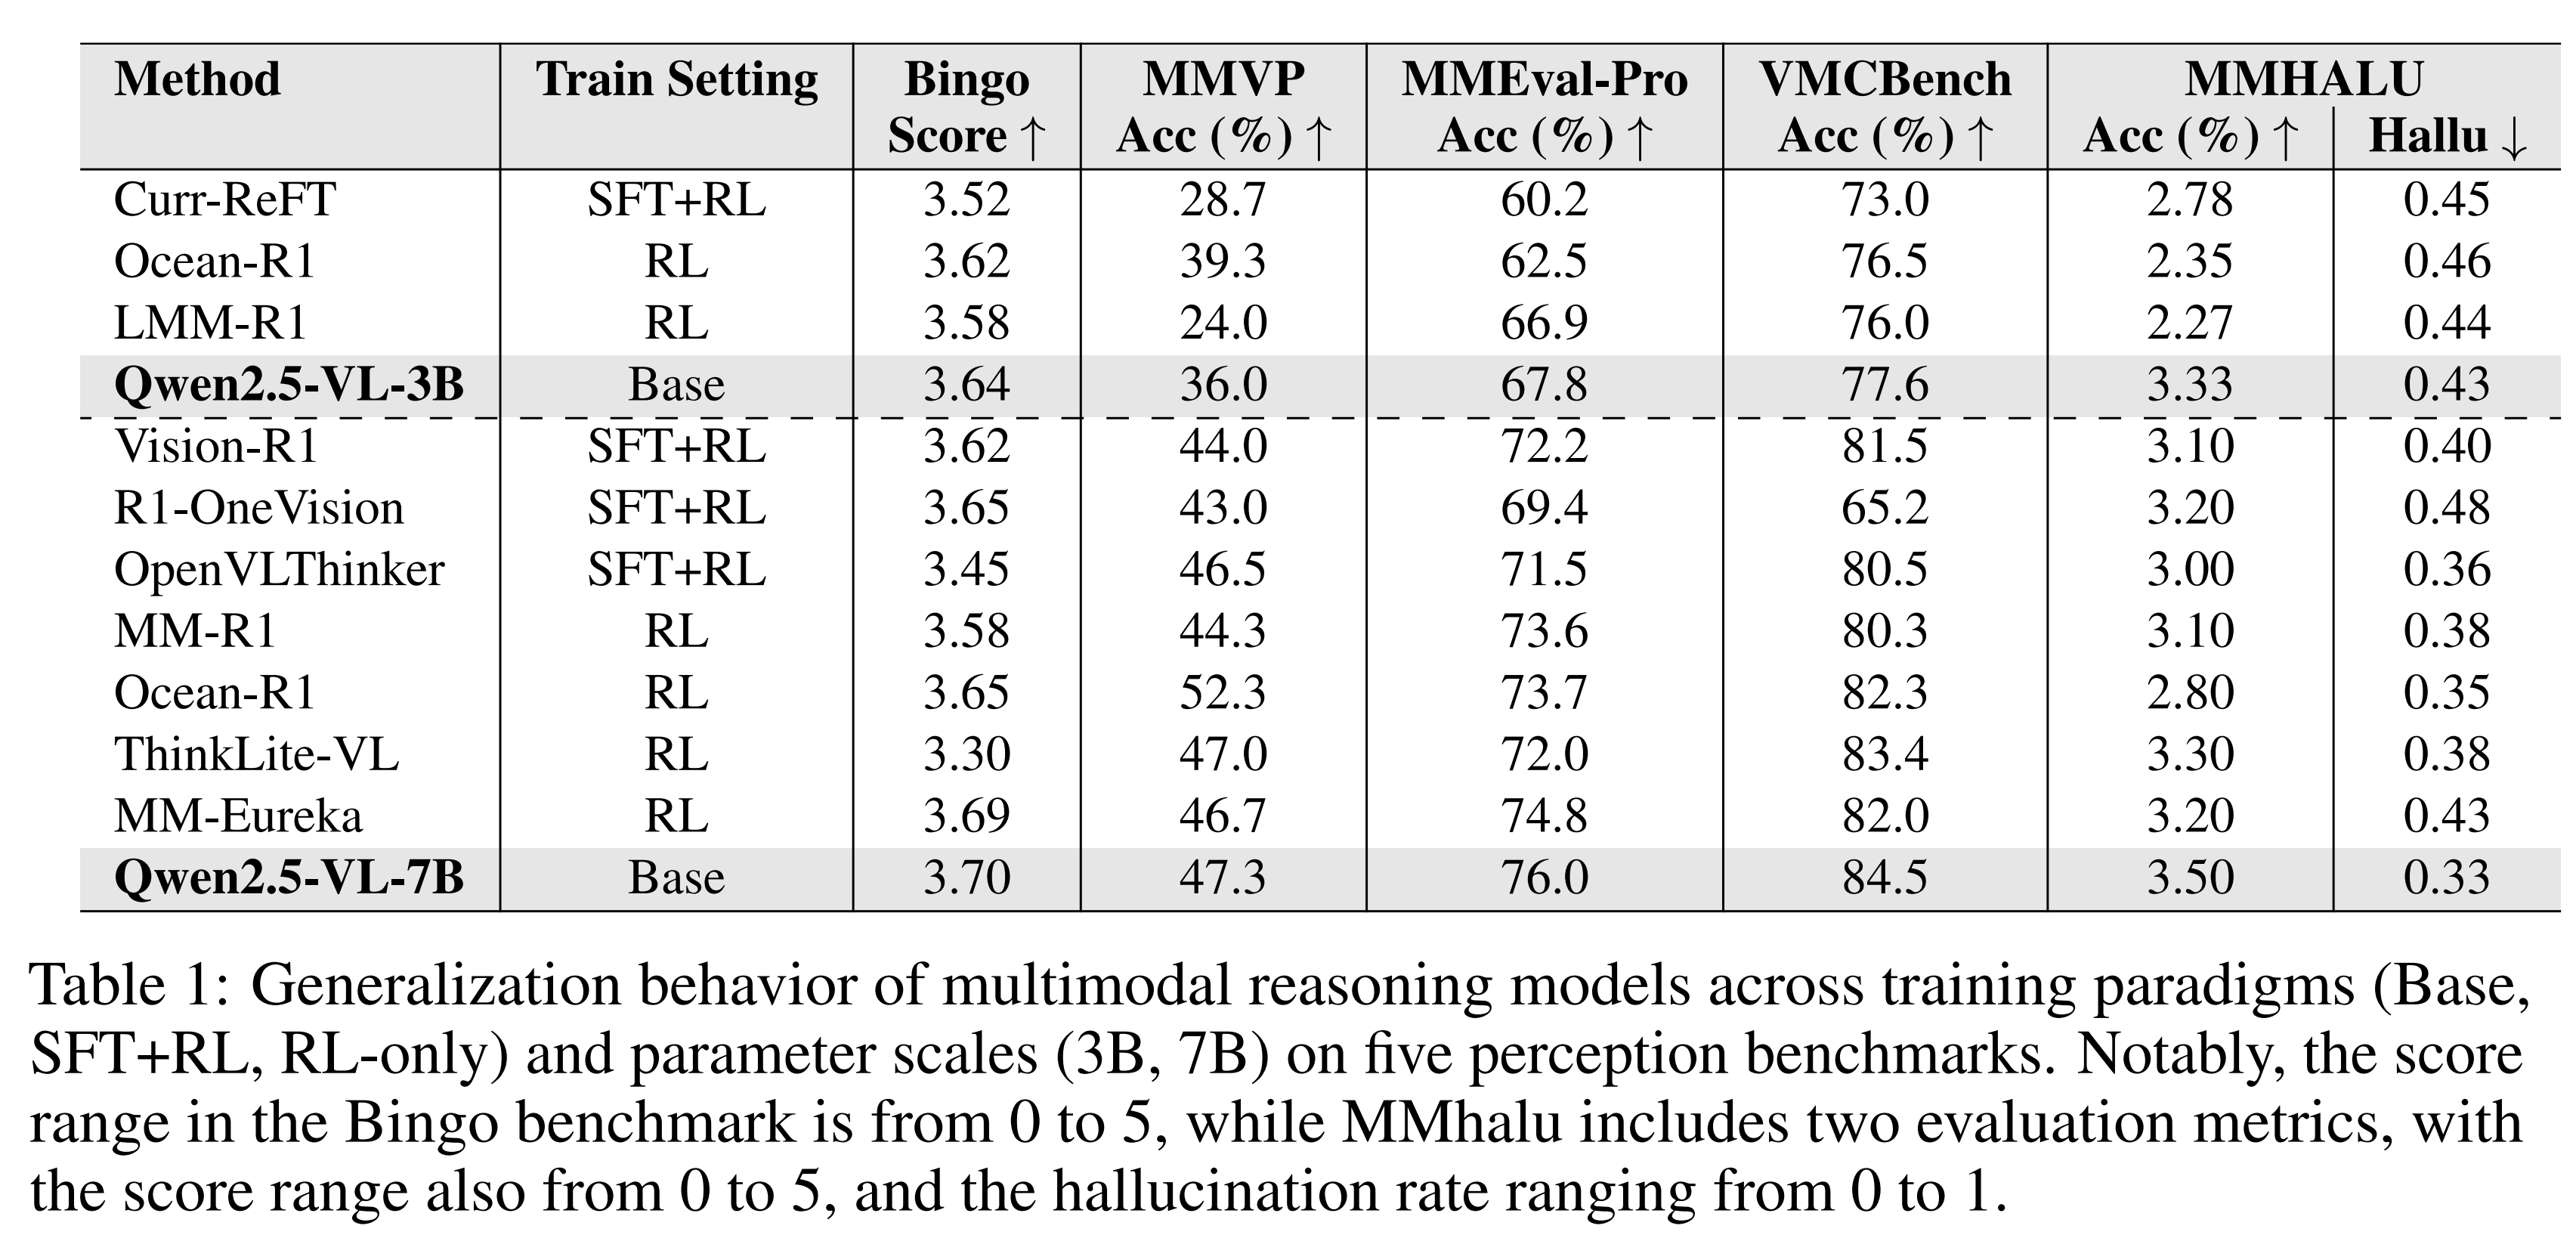 Method Train Setting Bingo MMVP MMEval-Pro VMCBench MMHALU
Score ↑ Acc (%) ↑ Acc (%) ↑ Acc (%) ↑ Acc (%) ↑ Hallu ↓
Curr-ReFT SFT+RL 3.52 28.7 60.2 73.0 2.78 0.45
Ocean-R1 RL 3.62 39.3 62.5 76.5 2.35 0.46
LMM-R1 RL 3.58 24.0 66.9 76.0 2.27 0.44
Qwen2.5-VL-3B Base 3.64 36.0 67.8 77.6 3.33 0.43
Vision-R1 SFT+RL 3.62 44.0 72.2 81.5 3.10 0.40
R1-OneVision SFT+RL 3.65 43.0 69.4 65.2 3.20 0.48
OpenVLThinker SFT+RL 3.45 46.5 71.5 80.5 3.00 0.36
MM-R1 RL 3.58 44.3 73.6 80.3 3.10 0.38
Ocean-R1 RL 3.65 52.3 73.7 82.3 2.80 0.35
ThinkLite-VL RL 3.30 47.0 72.0 83.4 3.30 0.38
MM-Eureka RL 3.69 46.7 74.8 82.0 3.20 0.43
Qwen2.5-VL-7B Base 3.70 47.3 76.0 84.5 3.50 0.33
Table 1: Generalization behavior of multimodal reasoning models across training paradigms (Base,
SFT+RL, RL-only) and parameter scales (3B, 7B) on five perception benchmarks. Notably, the score
range in the Bingo benchmark is from 0 to 5, while MMhalu includes two evaluation metrics, with
the score range also from 0 to 5, and the hallucination rate ranging from 0 to 1.